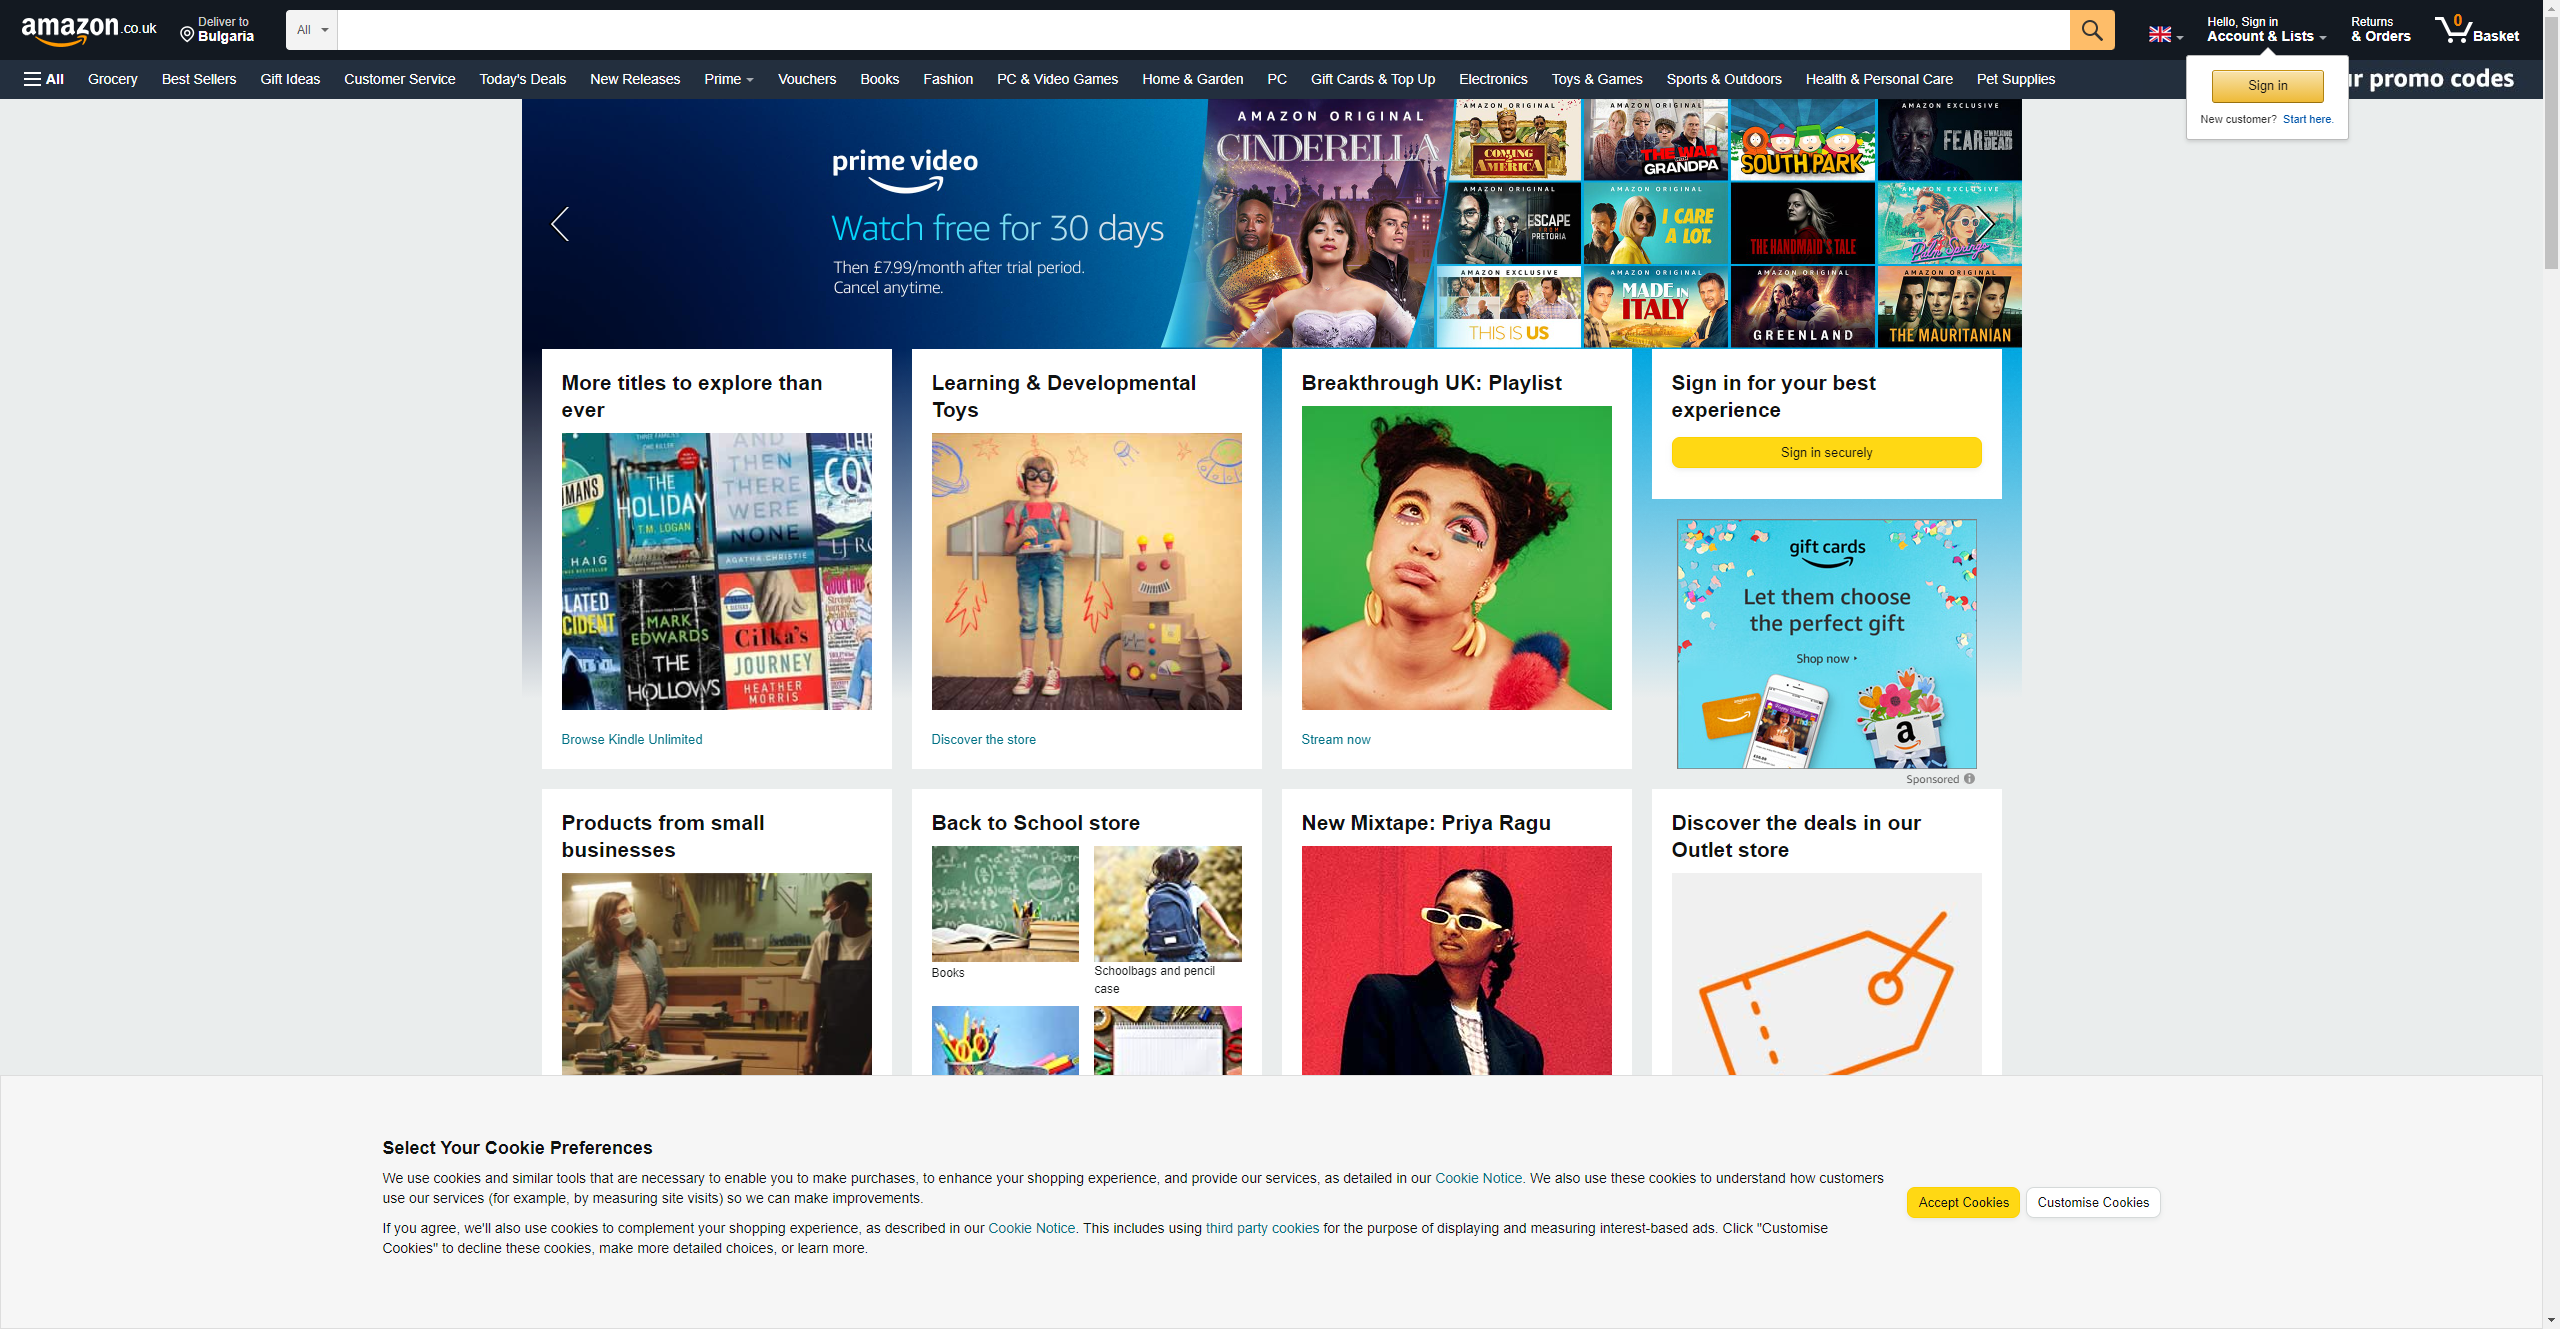 amazon.co.uk
Deliver to
Bulgaria
All
Hello, Sign in
Account & Lists
Returns
& Orders
0
Basket
All
Grocery
Best Sellers
Gift Ideas
Customer Service
Today's Deals
New Releases
Prime
Vouchers
Books
Fashion
PC & Video Games
Home & Garden
PC
Gift Cards & Top Up
Electronics
Toys & Games
Sports & Outdoors
Health & Personal Care
Pet Supplies
promo codes
Sign in
New customer? Start here.
prime video
Watch free for 30 days
Then £7.99/month after trial period.
Cancel anytime.
AMAZON ORIGINAL
CINDERELLA
AMAZON ORIGINAL
COMING 2
AMERICA
AMAZON ORIGINAL
THE WAR
WITH
GRANDPA
SOUTH PARK
AMAZON EXCLUSIVE
FEAR THE WALKING
DEAD
AMAZON ORIGINAL
ESCAPE
FROM
PRETORIA
AMAZON ORIGINAL
I CARE
A LOT.
THE HANDMAID'S TALE
AMAZON EXCLUSIVE
Palm Springs
AMAZON EXCLUSIVE
THIS IS US
AMAZON ORIGINAL
MADE IN
ITALY
AMAZON ORIGINAL
GREENLAND
AMAZON ORIGINAL
THE MAURITANIAN
More titles to explore than
ever
THE
HOLIDAY
T.M. LOGAN
AND
THEN
THERE
WERE
NONE
AGATHA CHRISTIE
HAIG
MARK
EDWARDS
THE
HOLLOWS
Cilka's
JOURNEY
HEATHER
MORRIS
Browse Kindle Unlimited
Learning & Developmental
Toys
Discover the store
Breakthrough UK: Playlist
Stream now
Sign in for your best
experience
Sign in securely
gift cards
Let them choose
the perfect gift
Shop now
a
Sponsored
Products from small
businesses
Back to School store
Books
Schoolbags and pencil
case
New Mixtape: Priya Ragu
Discover the deals in our
Outlet store
Select Your Cookie Preferences
We use cookies and similar tools that are necessary to enable you to make purchases, to enhance your shopping experience, and provide our services, as detailed in our Cookie Notice. We also use these cookies to understand how customers
use our services (for example, by measuring site visits) so we can make improvements.
If you agree, we'll also use cookies to complement your shopping experience, as described in our Cookie Notice. This includes using third party cookies for the purpose of displaying and measuring interest-based ads. Click "Customise
Cookies" to decline these cookies, make more detailed choices, or learn more.
Accept Cookies
Customise Cookies